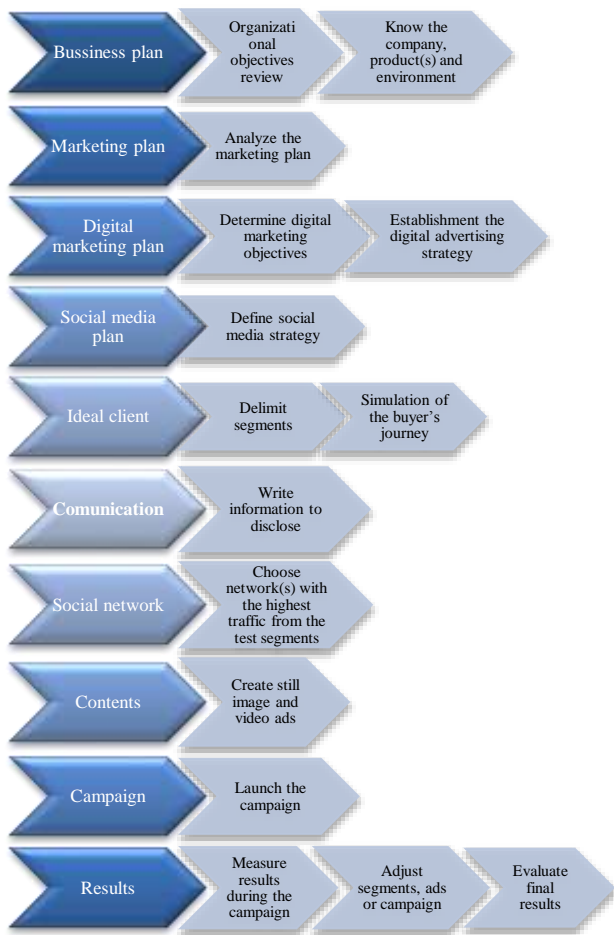 Bussiness plan
Organizati
onal
objectives
review
Know the
company,
product(s) and
environment
Marketing plan
Analyze the
marketing plan
Digital
marketing plan
Determine digital
marketing
objectives
Establishment the
digital advertising
strategy
Social media
plan
Define social
media strategy
Ideal client
Delimit
segments
Simulation of
the buyer's
journey
Comunication
Write
information to
disclose
Social network
Choose
network(s) with
the highest
traffic from the
test segments
Contents
Create still
image and
video ads
Campaign
Launch the
campaign
Results
Measure
results
during the
campaign
Adjust
segments, ads
or campaign
Evaluate
final
results